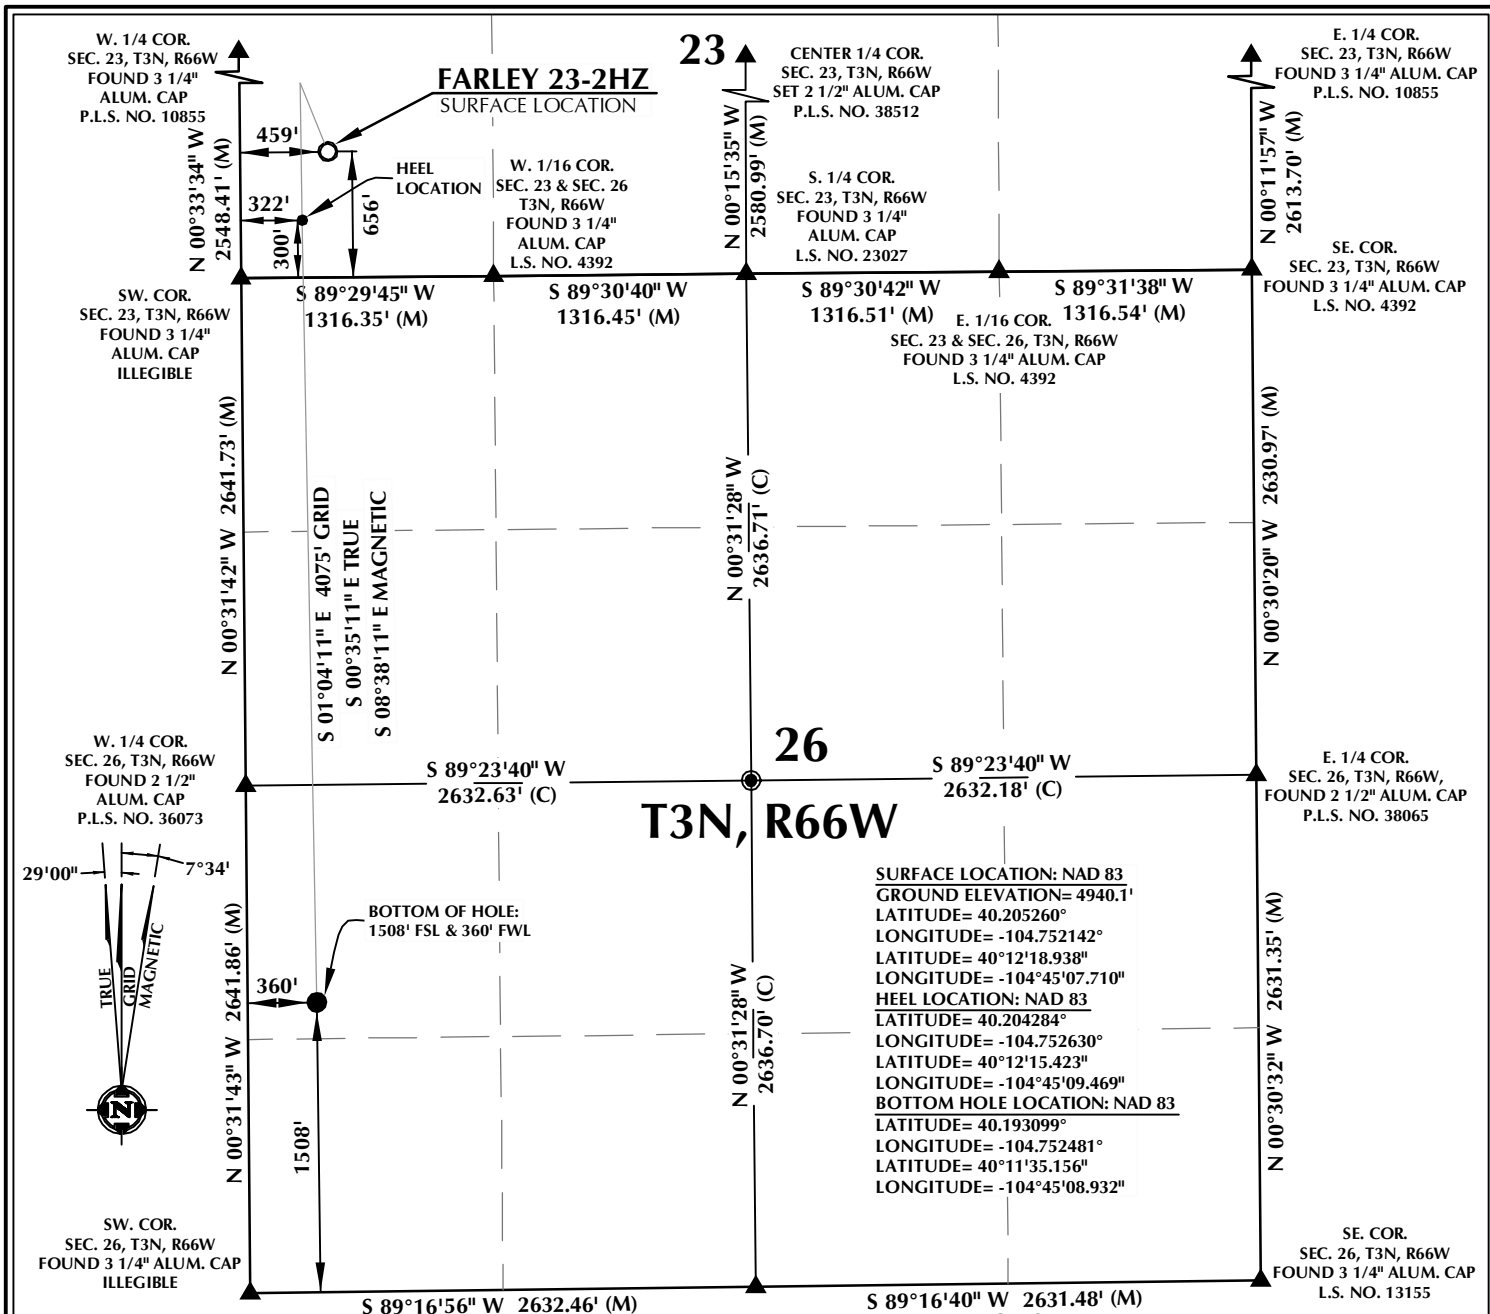 W. 1/4 COR.
SEC. 23, T3N, R66W
FOUND 3 1/4"
ALUM. CAP
P.L.S. NO. 10855
23
CENTER 1/4 COR.
SEC. 23, T3N, R66W
SET 2 1/2" ALUM. CAP
P.L.S. NO. 38512
E. 1/4 COR.
SEC. 23, T3N, R66W
FOUND 3 1/4" ALUM. CAP
P.L.S. NO. 10855
FARLEY 23-2HZ
SURFACE LOCATION
459'
HEEL
LOCATION
322'
300'
656'
N 00°33'34" W
2548.41' (M)
W. 1/16 COR.
SEC. 23 & SEC. 26
T3N, R66W
FOUND 3 1/4"
ALUM. CAP
L.S. NO. 4392
N 00°15'35" W
2580.99' (M)
S. 1/4 COR.
SEC. 23, T3N, R66W
FOUND 3 1/4"
ALUM. CAP
L.S. NO. 23027
N 00°11'57" W
2613.70' (M)
SE. COR.
SEC. 23, T3N, R66W
FOUND 3 1/4" ALUM. CAP
L.S. NO. 4392
SW. COR.
SEC. 23, T3N, R66W
FOUND 3 1/4"
ALUM. CAP
ILLEGIBLE
S 89°29'45" W
1316.35' (M)
S 89°30'40" W
1316.45' (M)
S 89°30'42" W
1316.51' (M)
S 89°31'38" W
1316.54' (M)
E. 1/16 COR.
SEC. 23 & SEC. 26, T3N, R66W
FOUND 3 1/4" ALUM. CAP
L.S. NO. 4392
N 00°31'42" W 2641.73' (M)
S 01°04'11" E 4075' GRID
S 00°35'11" E TRUE
S 08°38'11" E MAGNETIC
N 00°31'28" W
2636.71' (C)
N 00°30'20" W 2630.97' (M)
W. 1/4 COR.
SEC. 26, T3N, R66W
FOUND 2 1/2"
ALUM. CAP
P.L.S. NO. 36073
S 89°23'40" W
2632.63' (C)
26
T3N, R66W
S 89°23'40" W
2632.18' (C)
E. 1/4 COR.
SEC. 26, T3N, R66W,
FOUND 2 1/2" ALUM. CAP
P.L.S. NO. 38065
29'00"
7°34'
TRUE
GRID
MAGNETIC
N
BOTTOM OF HOLE:
1508' FSL & 360' FWL
360'
1508'
N 00°31'43" W 2641.86' (M)
N 00°31'28" W
2636.70' (C)
SURFACE LOCATION: NAD 83
GROUND ELEVATION= 4940.1'
LATITUDE= 40.205260°
LONGITUDE= -104.752142°
LATITUDE= 40°12'18.938"
LONGITUDE= -104°45'07.710"
HEEL LOCATION: NAD 83
LATITUDE= 40.204284°
LONGITUDE= -104.752630°
LATITUDE= 40°12'15.423"
LONGITUDE= -104°45'09.469"
BOTTOM HOLE LOCATION: NAD 83
LATITUDE= 40.193099°
LONGITUDE= -104.752481°
LATITUDE= 40°11'35.156"
LONGITUDE= -104°45'08.932"
N 00°30'32" W 2631.35' (M)
SW. COR.
SEC. 26, T3N, R66W
FOUND 3 1/4" ALUM. CAP
ILLEGIBLE
S 89°16'56" W 2632.46' (M)
S 89°16'40" W 2631.48' (M)
SE. COR.
SEC. 26, T3N, R66W
FOUND 3 1/4" ALUM. CAP
L.S. NO. 13155